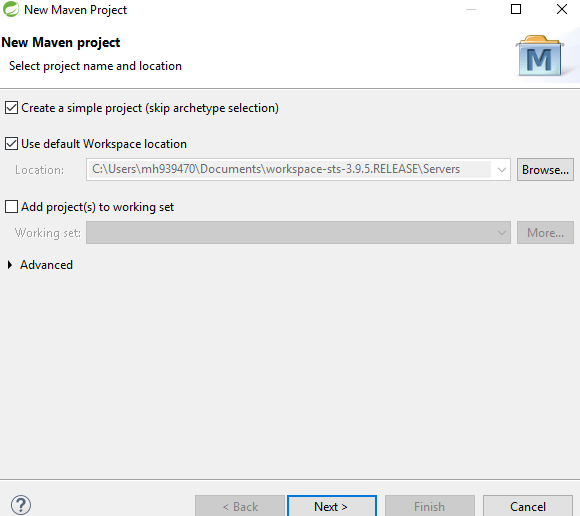 New Maven Project
New Maven project
Select project name and location
M
Create a simple project (skip archetype selection)
Use default Workspace location
Location: C:\Users\mh939470\Documents\workspace-sts-3.9.5.RELEASE\Servers Browse...
Add project(s) to working set
Working set: More...
Advanced
? < Back Next > Finish Cancel